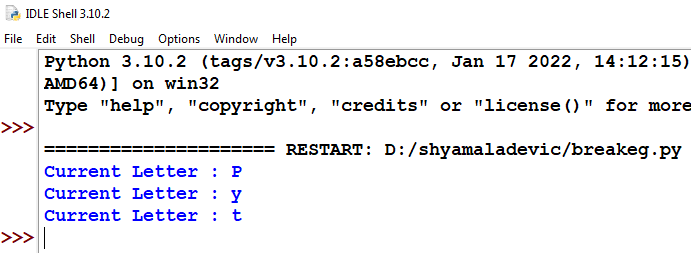 IDLE Shell 3.10.2
File Edit Shell Debug Options Window Help
Python 3.10.2 (tags/v3.10.2:a58ebcc, Jan 17 2022, 14:12:15)
AMD64)] on win32
Type "help", "copyright", "credits" or "license()" for more
>>>
===================== RESTART: D:/shyamaladevic/breakeg.py
Current Letter : P
Current Letter : y
Current Letter : t
>>>